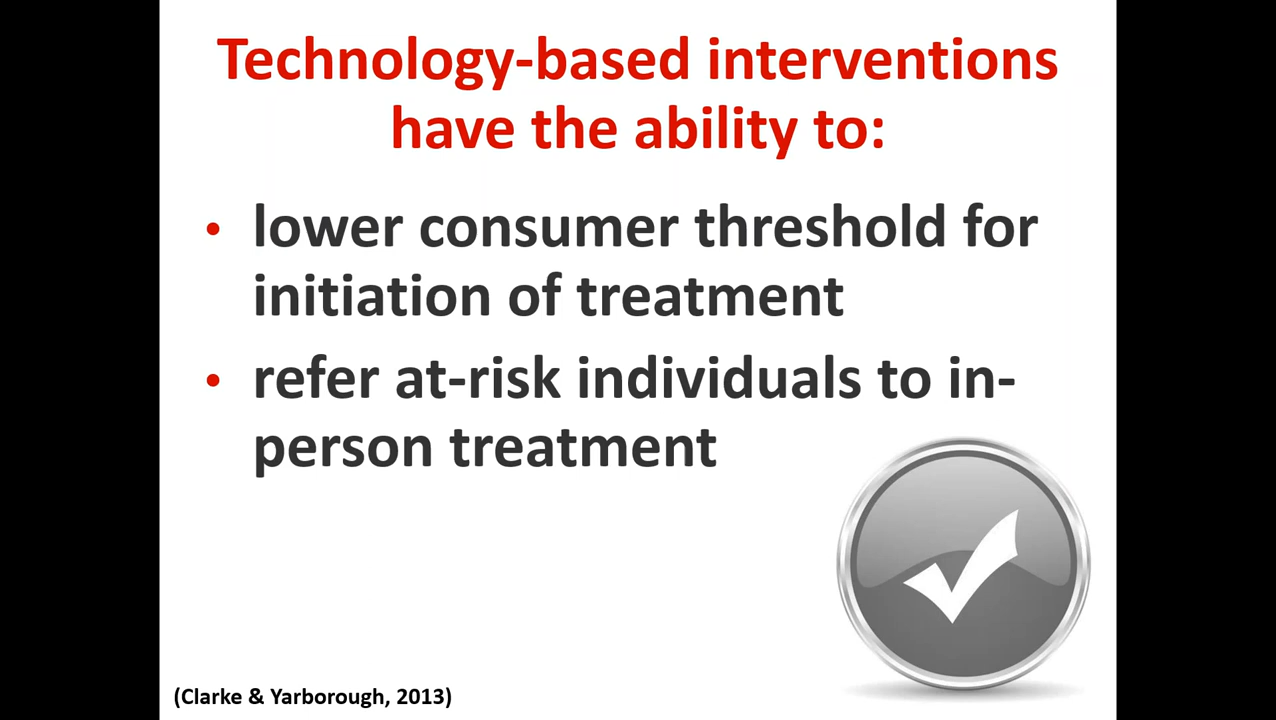 Technology-based interventions
have the ability to:
• lower consumer threshold for
initiation of treatment
• refer at-risk individuals to in-
person treatment
(Clarke & Yarborough, 2013)